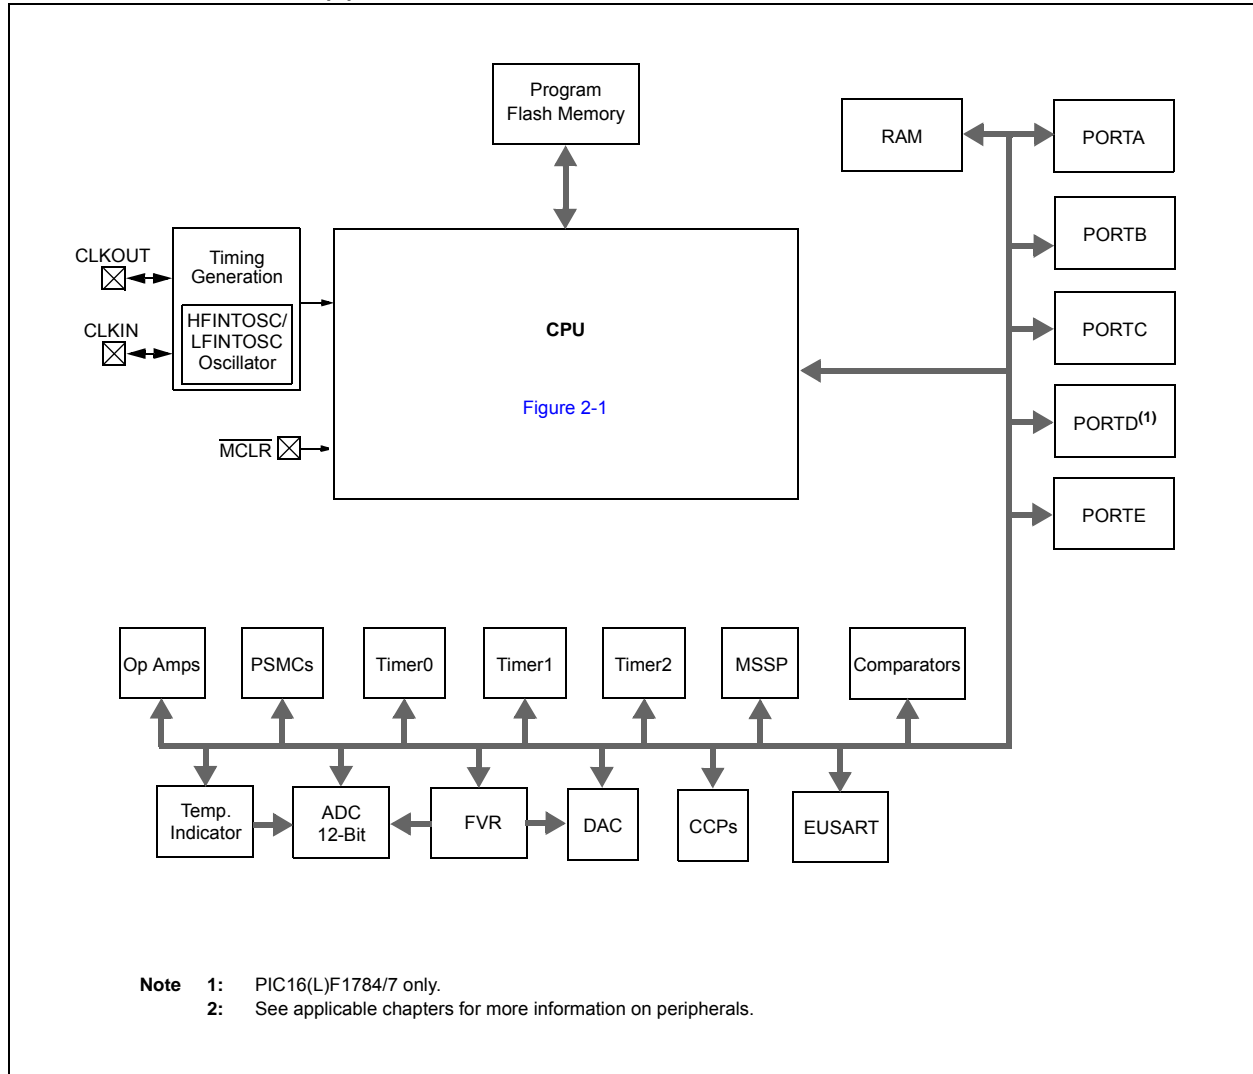 Program
Flash Memory
RAM
PORTA
CLKOUT
Timing
Generation
PORTB
CLKIN
HFINTOSC/
LFINTOSC
Oscillator
CPU
PORTC
Figure 2-1
PORTD(1)
MCLR
PORTE
Op Amps
PSMCs
Timer0
Timer1
Timer2
MSSP
Comparators
Temp.
Indicator
ADC
12-Bit
FVR
DAC
CCPs
EUSART
Note 1: PIC16(L)F1784/7 only.
2: See applicable chapters for more information on peripherals.